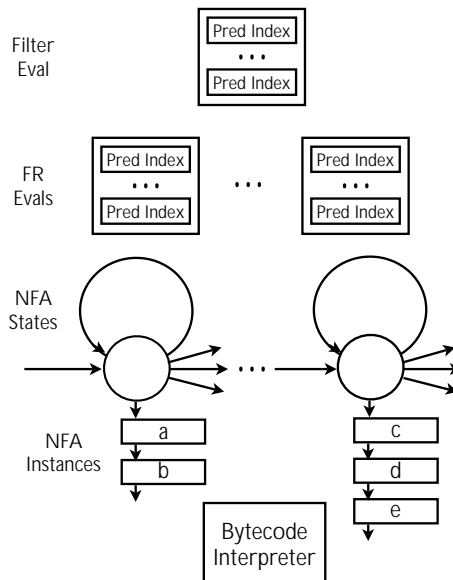 Filter
Eval
Pred Index
...
Pred Index
FR
Evals
Pred Index
...
Pred Index
...
Pred Index
...
Pred Index
NFA
States
...
NFA
Instances
a
b
c
d
e
Bytecode
Interpreter